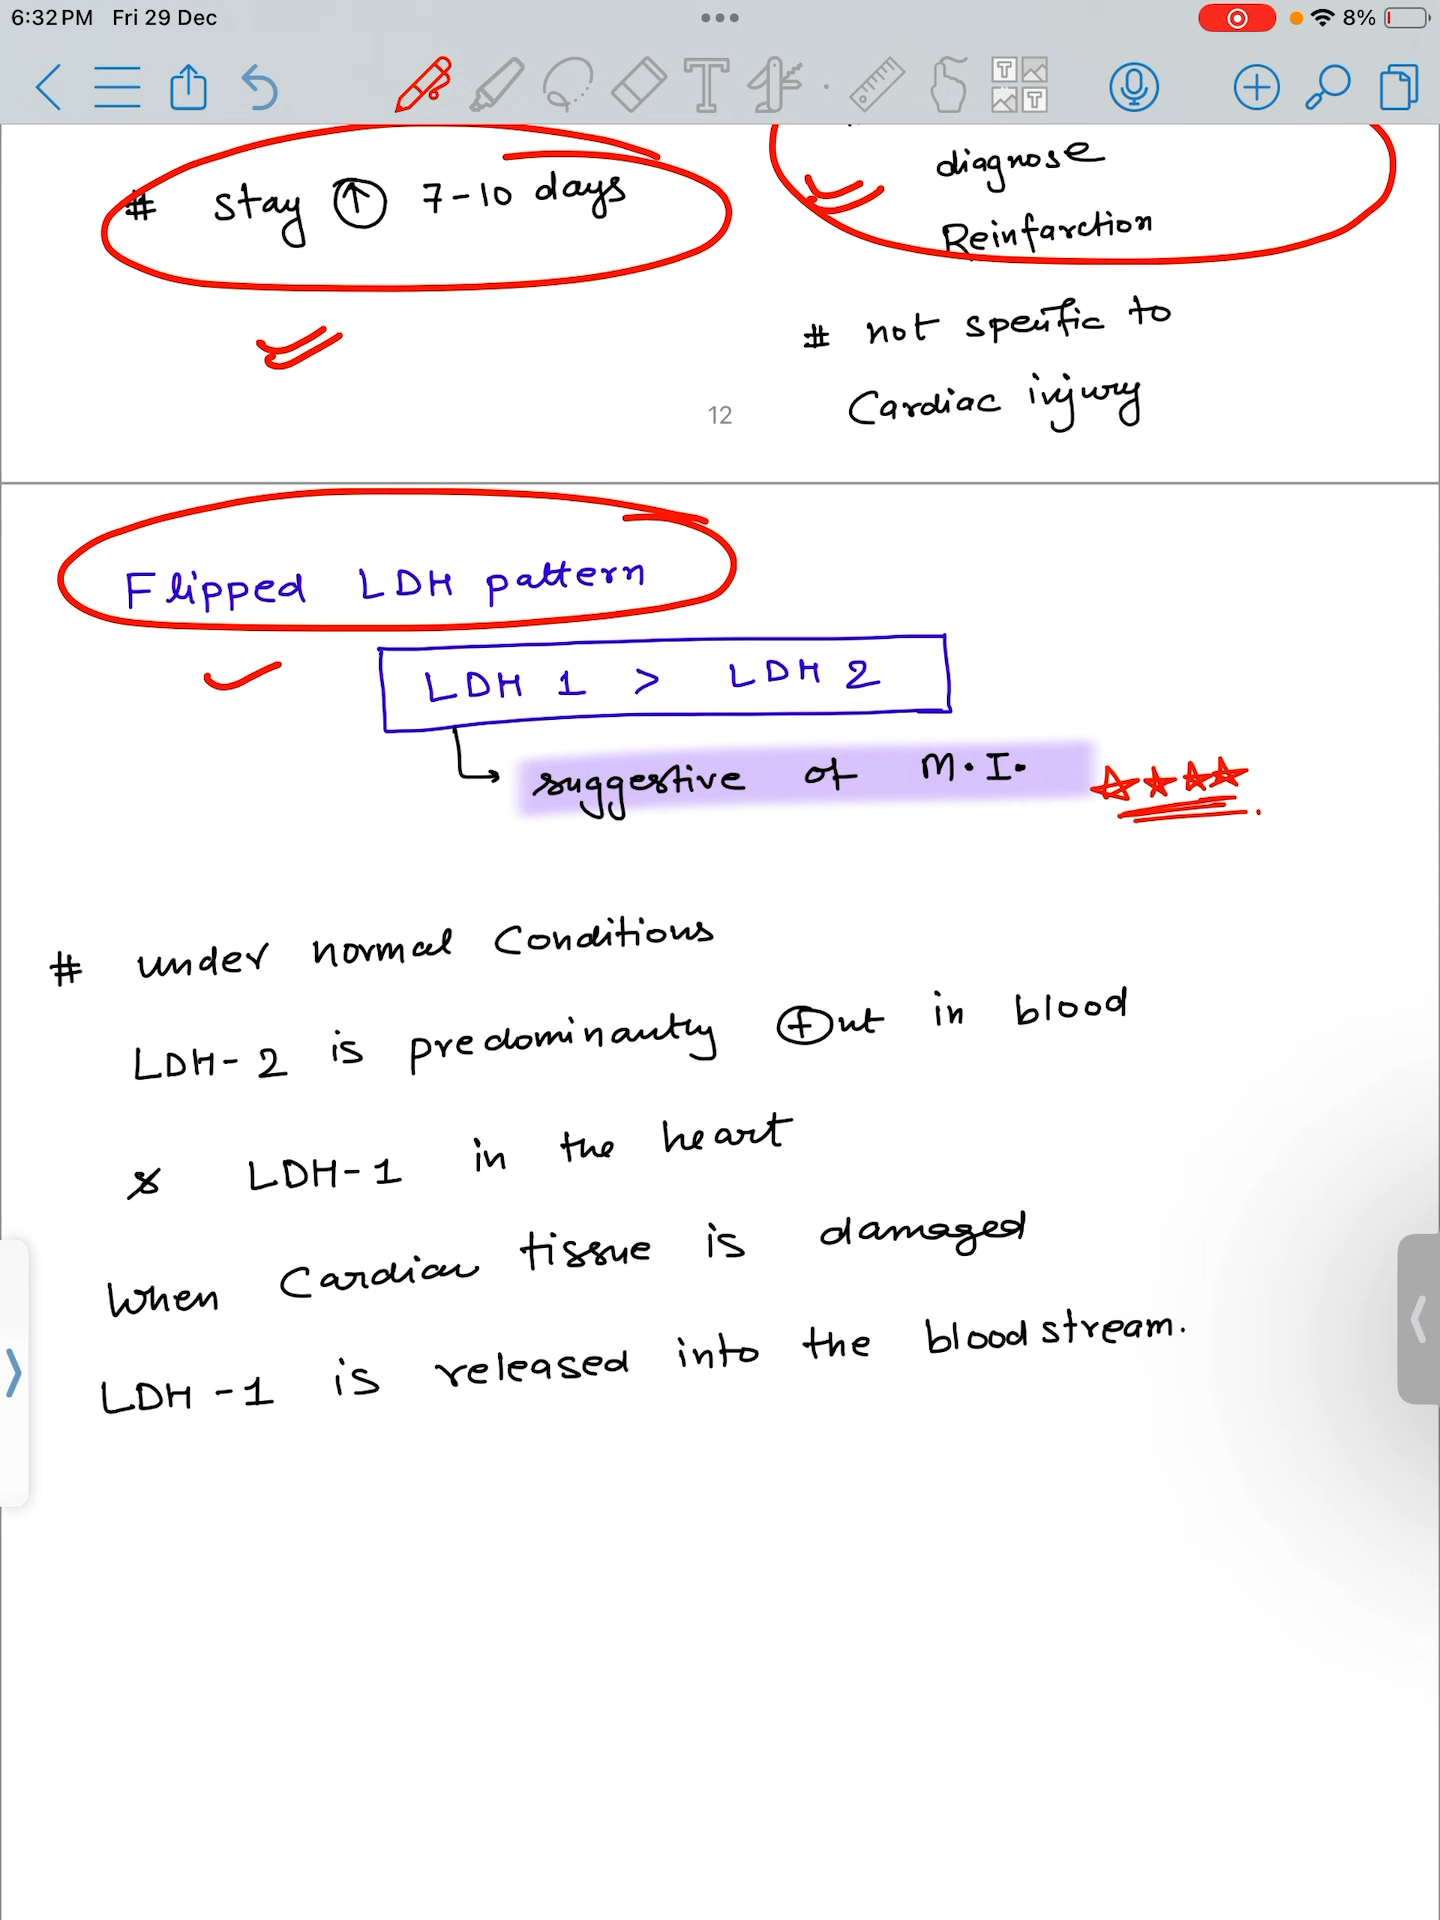 6:32 PM Fri 29 Dec
8%
# stay ↑ 7-10 days
diagnose
Reinfarction
# not specific to
Cardiac injury
12
Flipped LDH pattern
LDH 1 > LDH 2
suggestive of M.I.
# under normal Conditions
LDH-2 is predominantly ⊕nt in blood
& LDH-1 in the heart
When Cardiac tissue is damaged
LDH-1 is released into the blood stream.